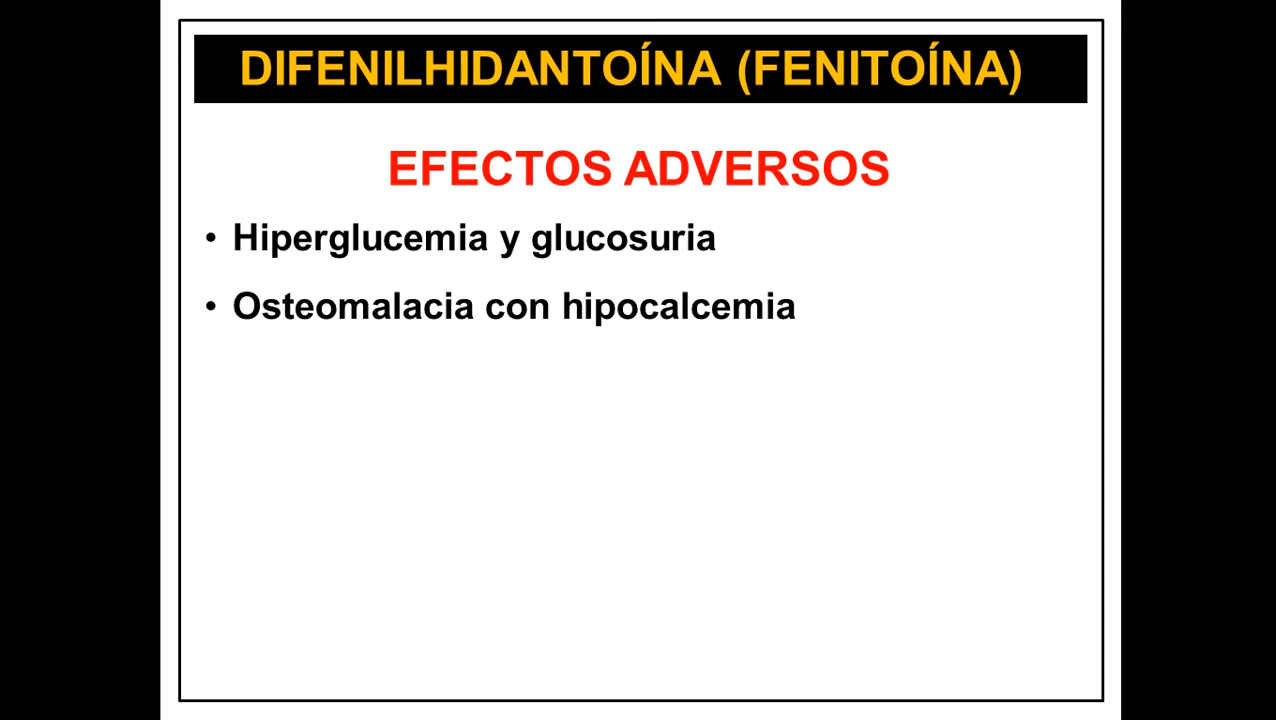 DIFENILHIDANTOÍNA (FENITOÍNA)
EFECTOS ADVERSOS
• Hiperglucemia y glucosuria
• Osteomalacia con hipocalcemia